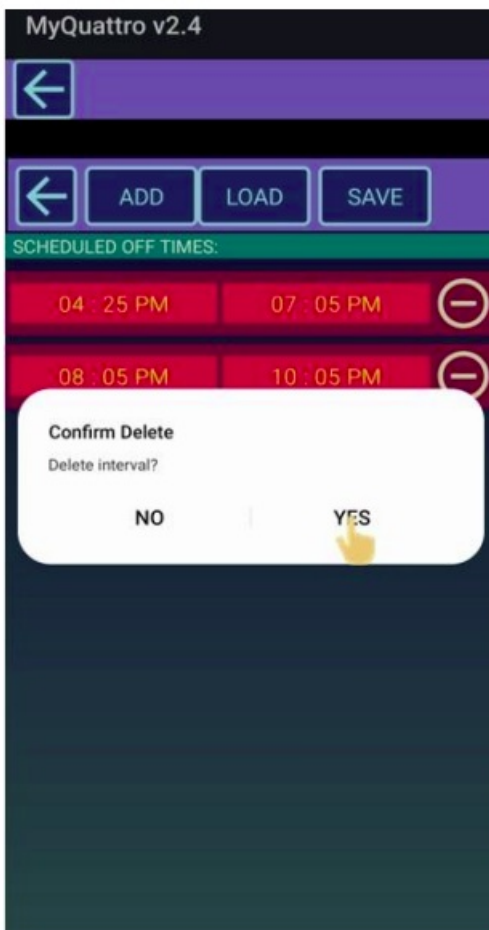 MyQuattro v2.4
ADD LOAD SAVE
SCHEDULED OFF TIMES:
04 : 25 PM 07 : 05 PM
08 : 05 PM 10 : 05 PM
Confirm Delete
Delete interval?
NO YES